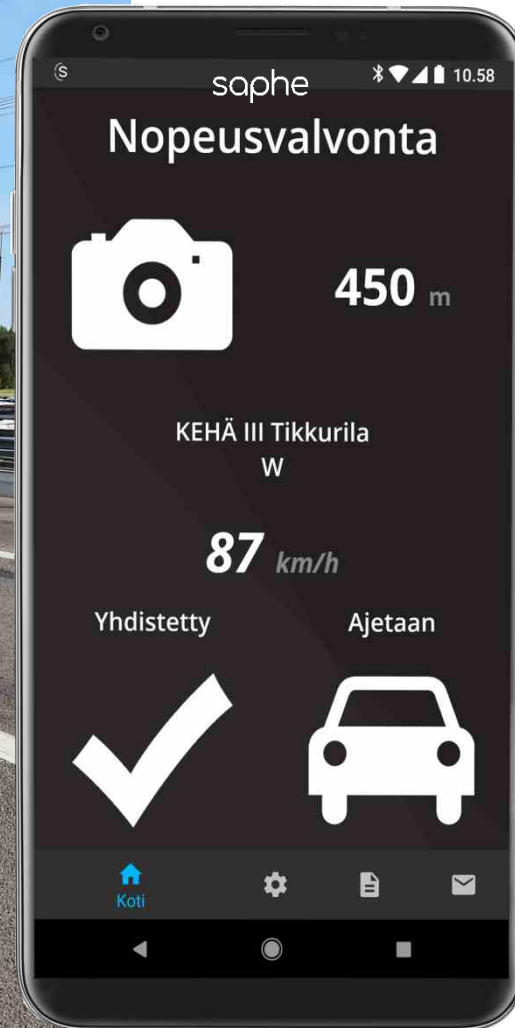 10.58
saphe
Nopeusvalvonta
450 m
KEHÄ III Tikkurila
W
87 km/h
Yhdistetty
Ajetaan
Koti